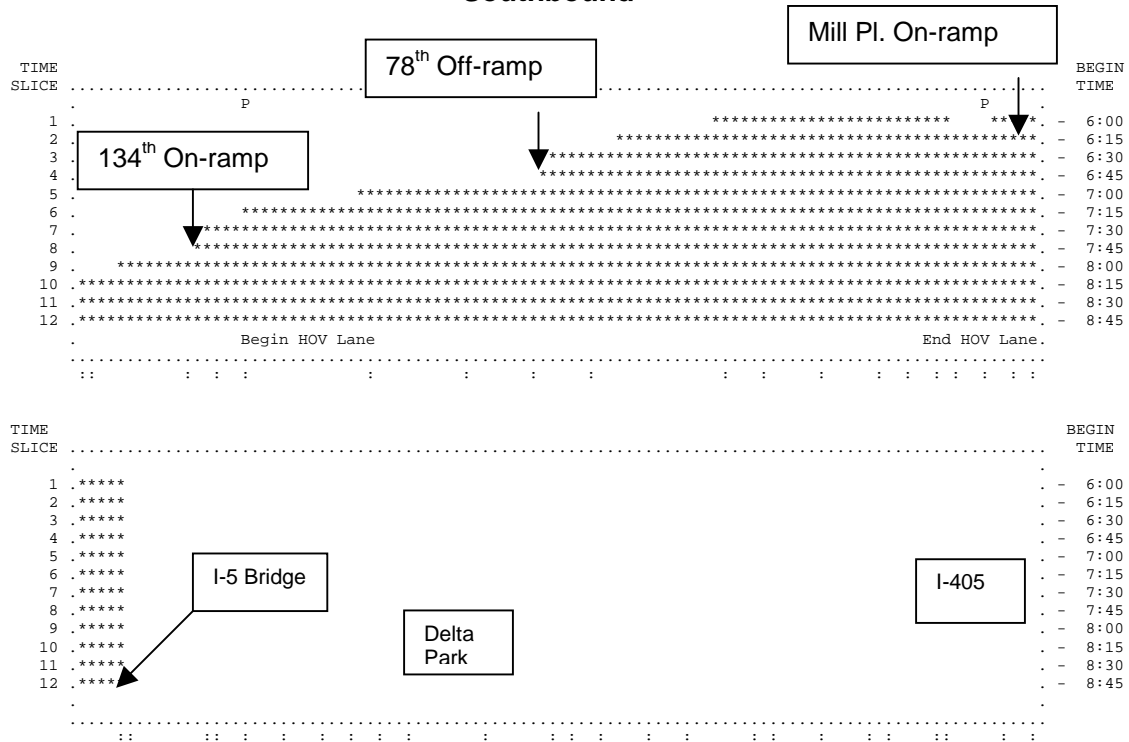 Southbound
Mill Pl. On-ramp
78th Off-ramp
TIME BEGIN
SLICE ..................................................................................................... TIME
. P P .
1 . ************************* *****. - 6:00
2 . ********************************************. - 6:15
134th On-ramp
3 . ***************************************************. - 6:30
4 . ****************************************************. - 6:45
5 . ***********************************************************************. - 7:00
6 . ***********************************************************************************. - 7:15
7 . ***************************************************************************************. - 7:30
8 . ****************************************************************************************. - 7:45
9 . ************************************************************************************************. - 8:00
10 .****************************************************************************************************. - 8:15
11 .****************************************************************************************************. - 8:30
12 .****************************************************************************************************. - 8:45
. Begin HOV Lane End HOV Lane.
......................................................................................................
:: : : : : : : : : : : : : : : : : :
TIME BEGIN
SLICE ..................................................................................................... TIME
. .
1 .***** . - 6:00
2 .***** . - 6:15
3 .***** . - 6:30
4 .***** . - 6:45
5 .***** . - 7:00
6 .***** I-5 Bridge I-405 . - 7:15
7 .***** . - 7:30
8 .***** . - 7:45
9 .***** Delta . - 8:00
10 .***** Park . - 8:15
11 .***** . - 8:30
12 .***** . - 8:45
. .
......................................................................................................
:: :: : : : : : : : : : : : : : : : : :: : :